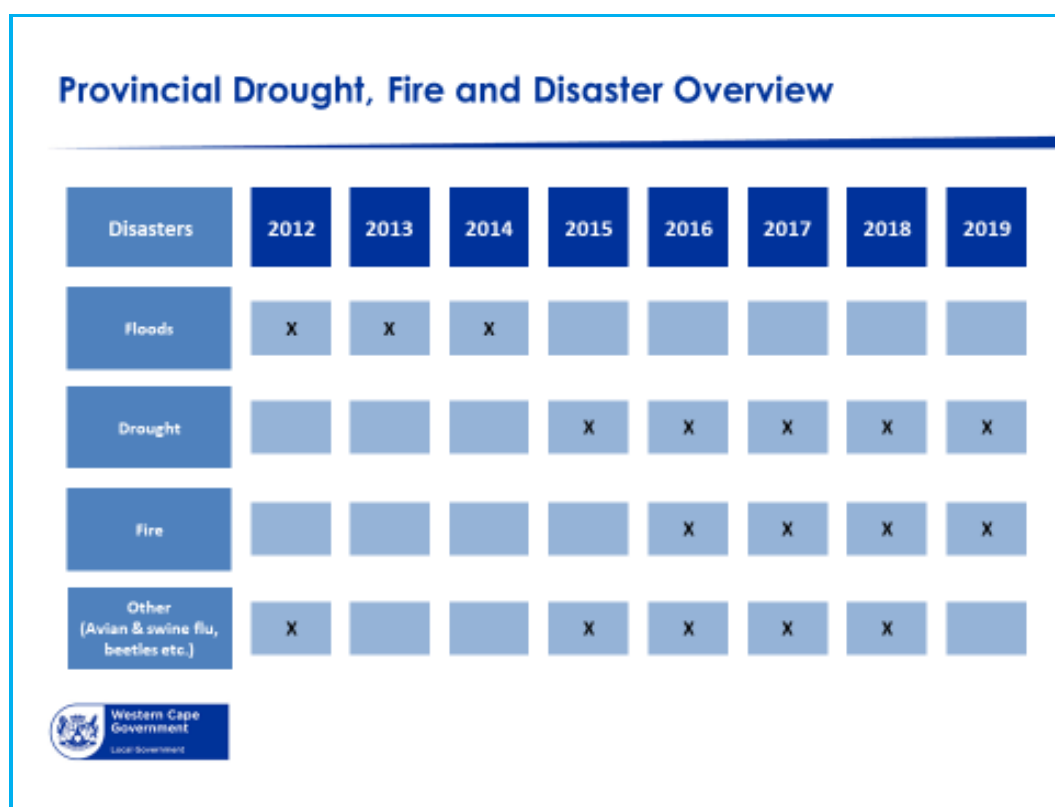 Provincial Drought, Fire and Disaster Overview
Disasters 2012 2013 2014 2015 2016 2017 2018 2019
Floods X X X
Drought X X X X X
Fire X X X X
Other
(Avian & swine flu, X X X X X
beetles etc.)
Western Cape
Government
Local Government